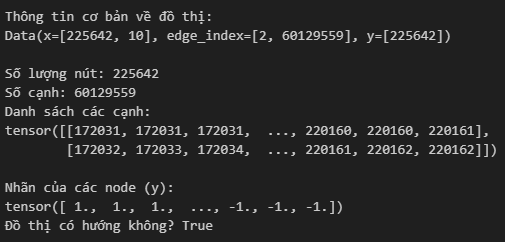 Thông tin cơ bản về đồ thị:
Data(x=[225642, 10], edge_index=[2, 60129559], y=[225642])
Số lượng nút: 225642
Số cạnh: 60129559
Danh sách các cạnh:
tensor([[172031, 172031, 172031,  ..., 220160, 220160, 220161],
        [172032, 172033, 172034,  ..., 220161, 220162, 220162]])
Nhãn của các node (y):
tensor([ 1.,  1.,  1.,  ..., -1., -1., -1.])
Đồ thị có hướng không? True